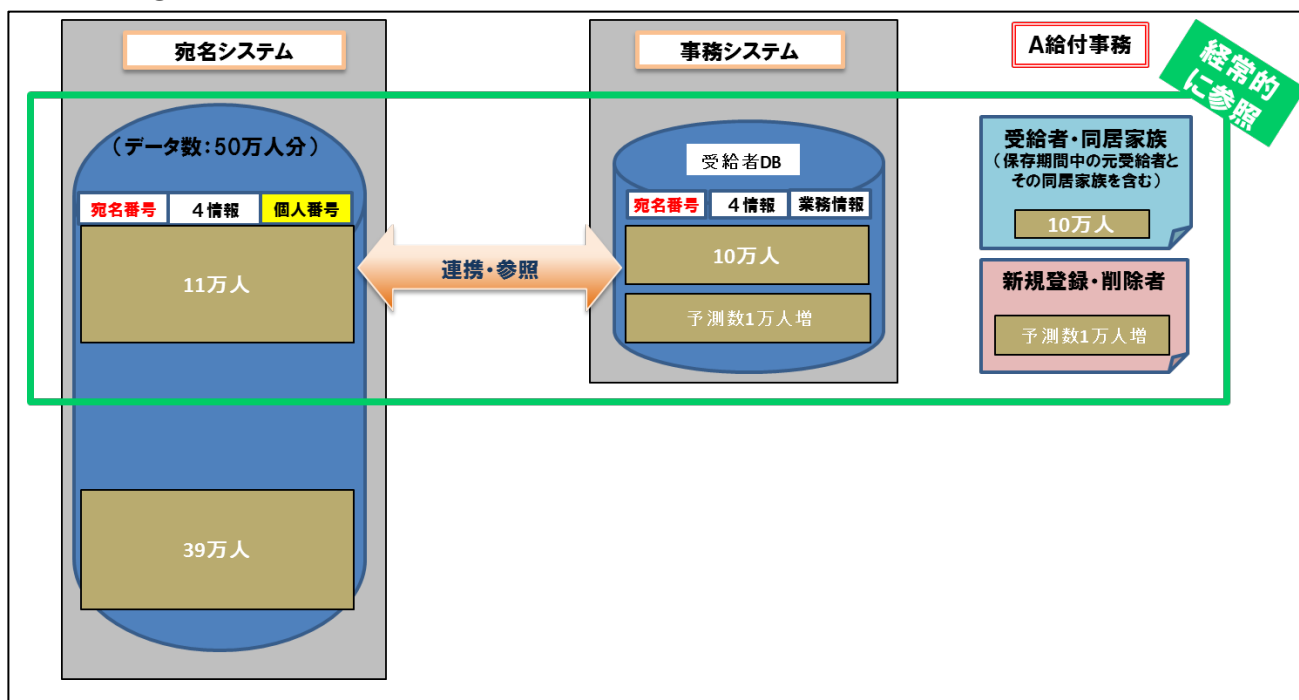 宛名システム
事務システム
A給付事務
経常的
に参照
(データ数:50万人分)
宛名番号
4情報
個人番号
11万人
39万人
連携・参照
受給者DB
宛名番号
4情報
業務情報
10万人
予測数1万人増
受給者・同居家族
(保存期間中の元受給者と
その同居家族を含む)
10万人
新規登録・削除者
予測数1万人増